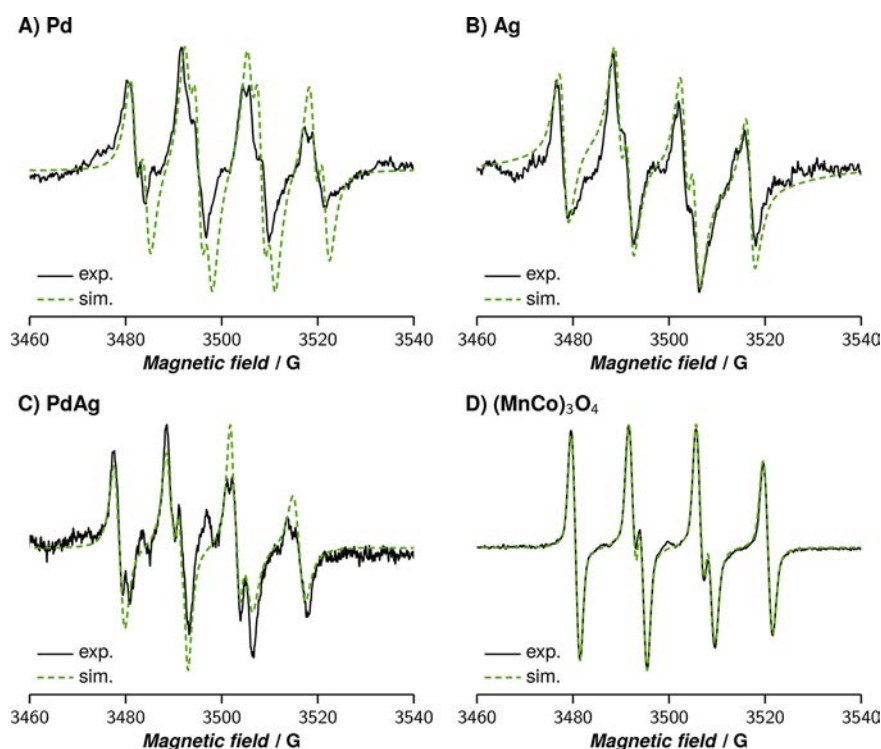 A) Pd
exp.
sim.
3460 3480 3500 3520 3540
Magnetic field / G
B) Ag
exp.
sim.
3460 3480 3500 3520 3540
Magnetic field / G
C) PdAg
exp.
sim.
3460 3480 3500 3520 3540
Magnetic field / G
D) (MnCo)₃O₄
exp.
sim.
3460 3480 3500 3520 3540
Magnetic field / G